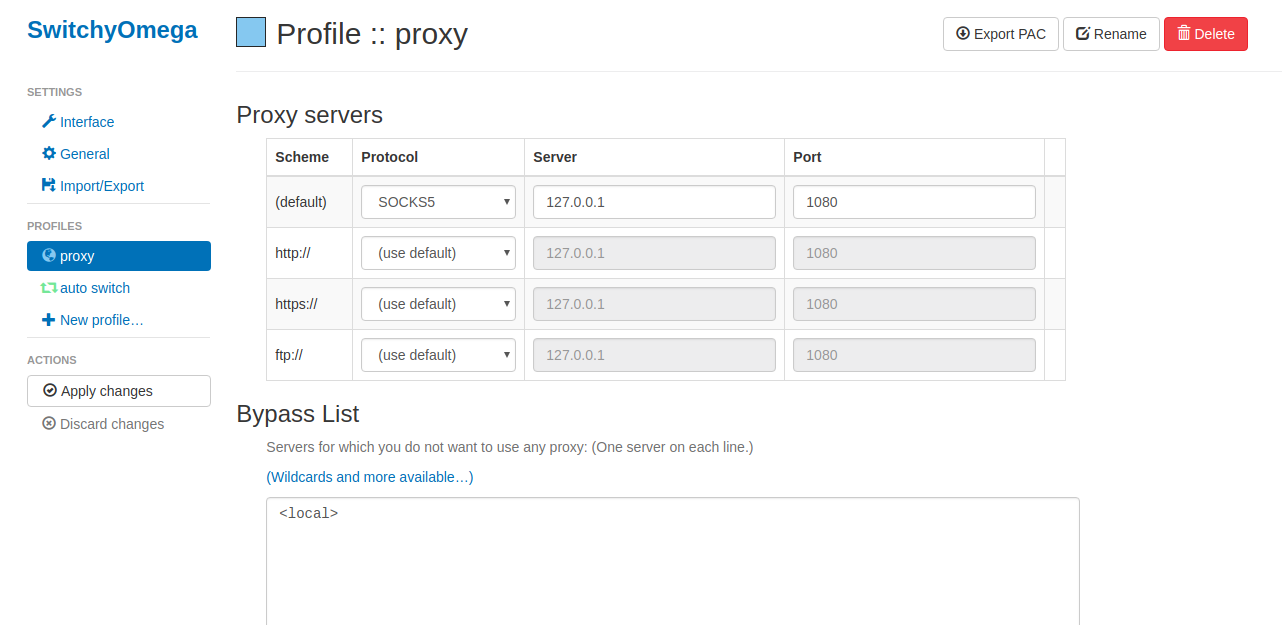 SwitchyOmega
SETTINGS
Interface
General
Import/Export
PROFILES
proxy
auto switch
New profile…
ACTIONS
Apply changes
Discard changes
Profile :: proxy
Export PAC
Rename
Delete
Proxy servers
Scheme Protocol Server Port
(default) SOCKS5 127.0.0.1 1080
http:// (use default) 127.0.0.1 1080
https:// (use default) 127.0.0.1 1080
ftp:// (use default) 127.0.0.1 1080
Bypass List
Servers for which you do not want to use any proxy: (One server on each line.)
(Wildcards and more available…)
<local>